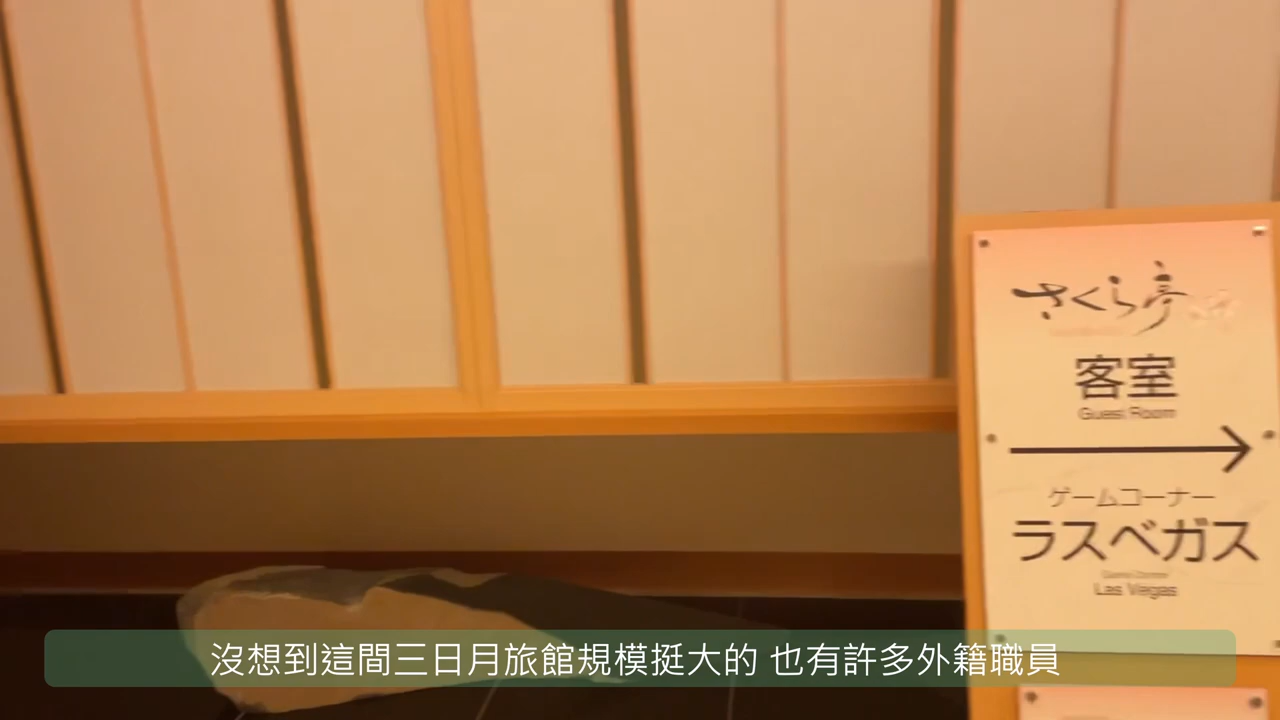 さくら亭
客室
Guest Room
ゲームコーナー
ラスベガス
Game Corner
Las Vegas
沒想到這間三日月旅館規模挺大的 也有許多外籍職員